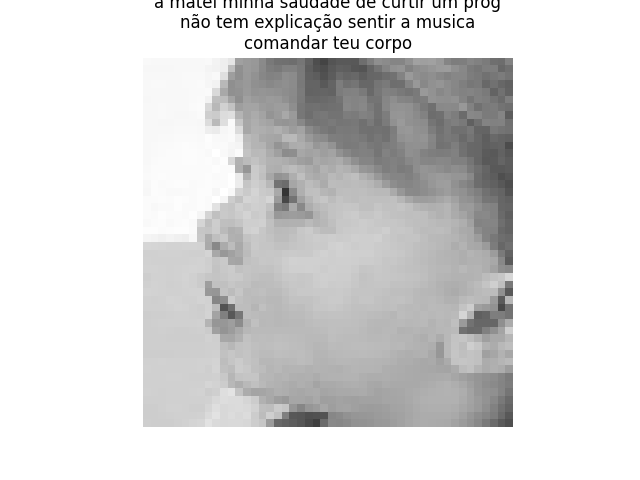 a matei minha saudade de curtir um prog
não tem explicação sentir a musica
comandar teu corpo